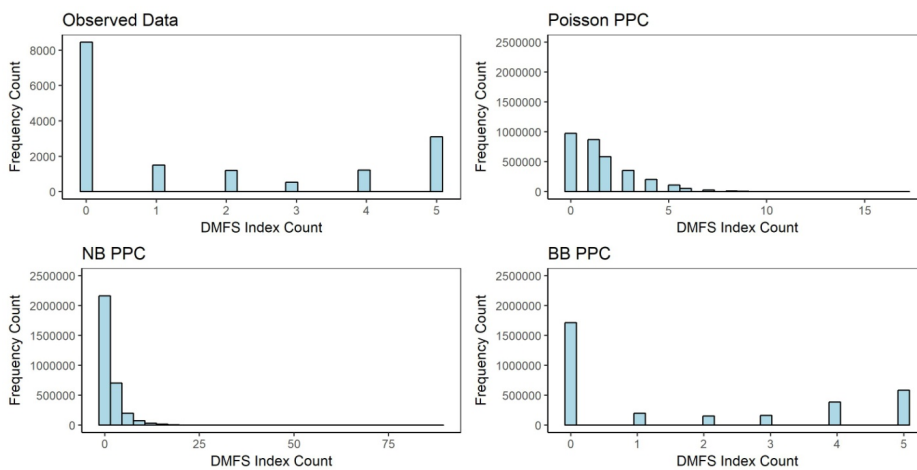 Observed Data
Frequency Count
8000
6000
4000
2000
0
0 1 2 3 4 5
DMFS Index Count
Poisson PPC
Frequency Count
2500000
2000000
1500000
1000000
500000
0
0 5 10 15
DMFS Index Count
NB PPC
Frequency Count
2500000
2000000
1500000
1000000
500000
0
0 25 50 75
DMFS Index Count
BB PPC
Frequency Count
2500000
2000000
1500000
1000000
500000
0
0 1 2 3 4 5
DMFS Index Count